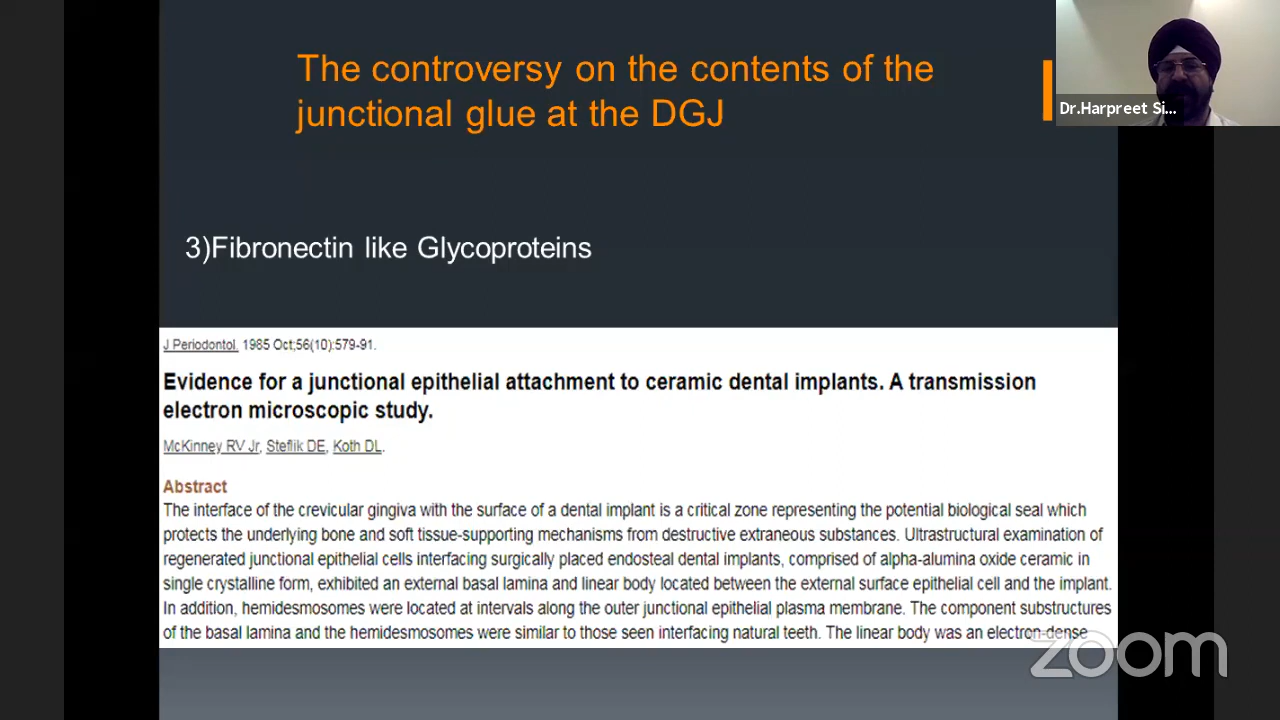 The controversy on the contents of the
junctional glue at the DGJ
Dr.Harpreet Si...
3)Fibronectin like Glycoproteins
J Periodontol. 1985 Oct;56(10):579-91.
Evidence for a junctional epithelial attachment to ceramic dental implants. A transmission
electron microscopic study.
McKinney RV Jr, Steflik DE, Koth DL.
Abstract
The interface of the crevicular gingiva with the surface of a dental implant is a critical zone representing the potential biological seal which
protects the underlying bone and soft tissue-supporting mechanisms from destructive extraneous substances. Ultrastructural examination of
regenerated junctional epithelial cells interfacing surgically placed endosteal dental implants, comprised of alpha-alumina oxide ceramic in
single crystalline form, exhibited an external basal lamina and linear body located between the external surface epithelial cell and the implant.
In addition, hemidesmosomes were located at intervals along the outer junctional epithelial plasma membrane. The component substructures
of the basal lamina and the hemidesmosomes were similar to those seen interfacing natural teeth. The linear body was an electron-dense
zoom